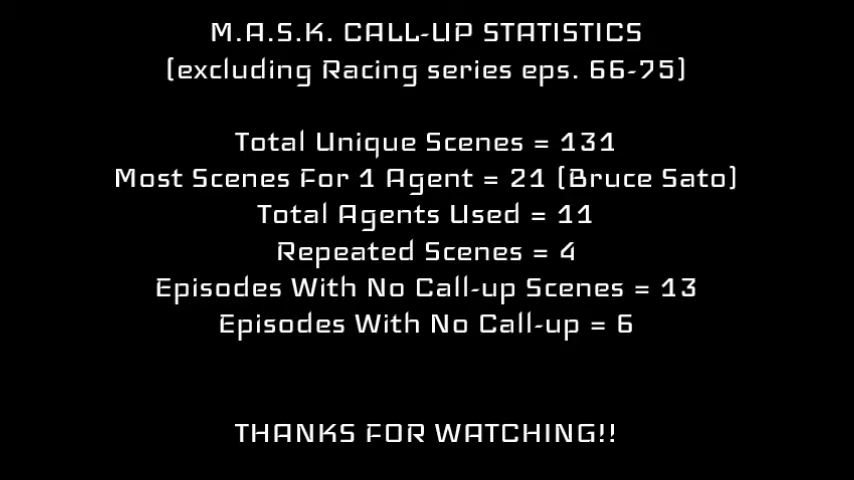 M.A.S.K. CALL-UP STATISTICS
(excluding Racing series eps. 66-75)
Total Unique Scenes = 131
Most Scenes For 1 Agent = 21 (Bruce Sato)
Total Agents Used = 11
Repeated Scenes = 4
Episodes With No Call-up Scenes = 13
Episodes With No Call-up = 6
THANKS FOR WATCHING!!